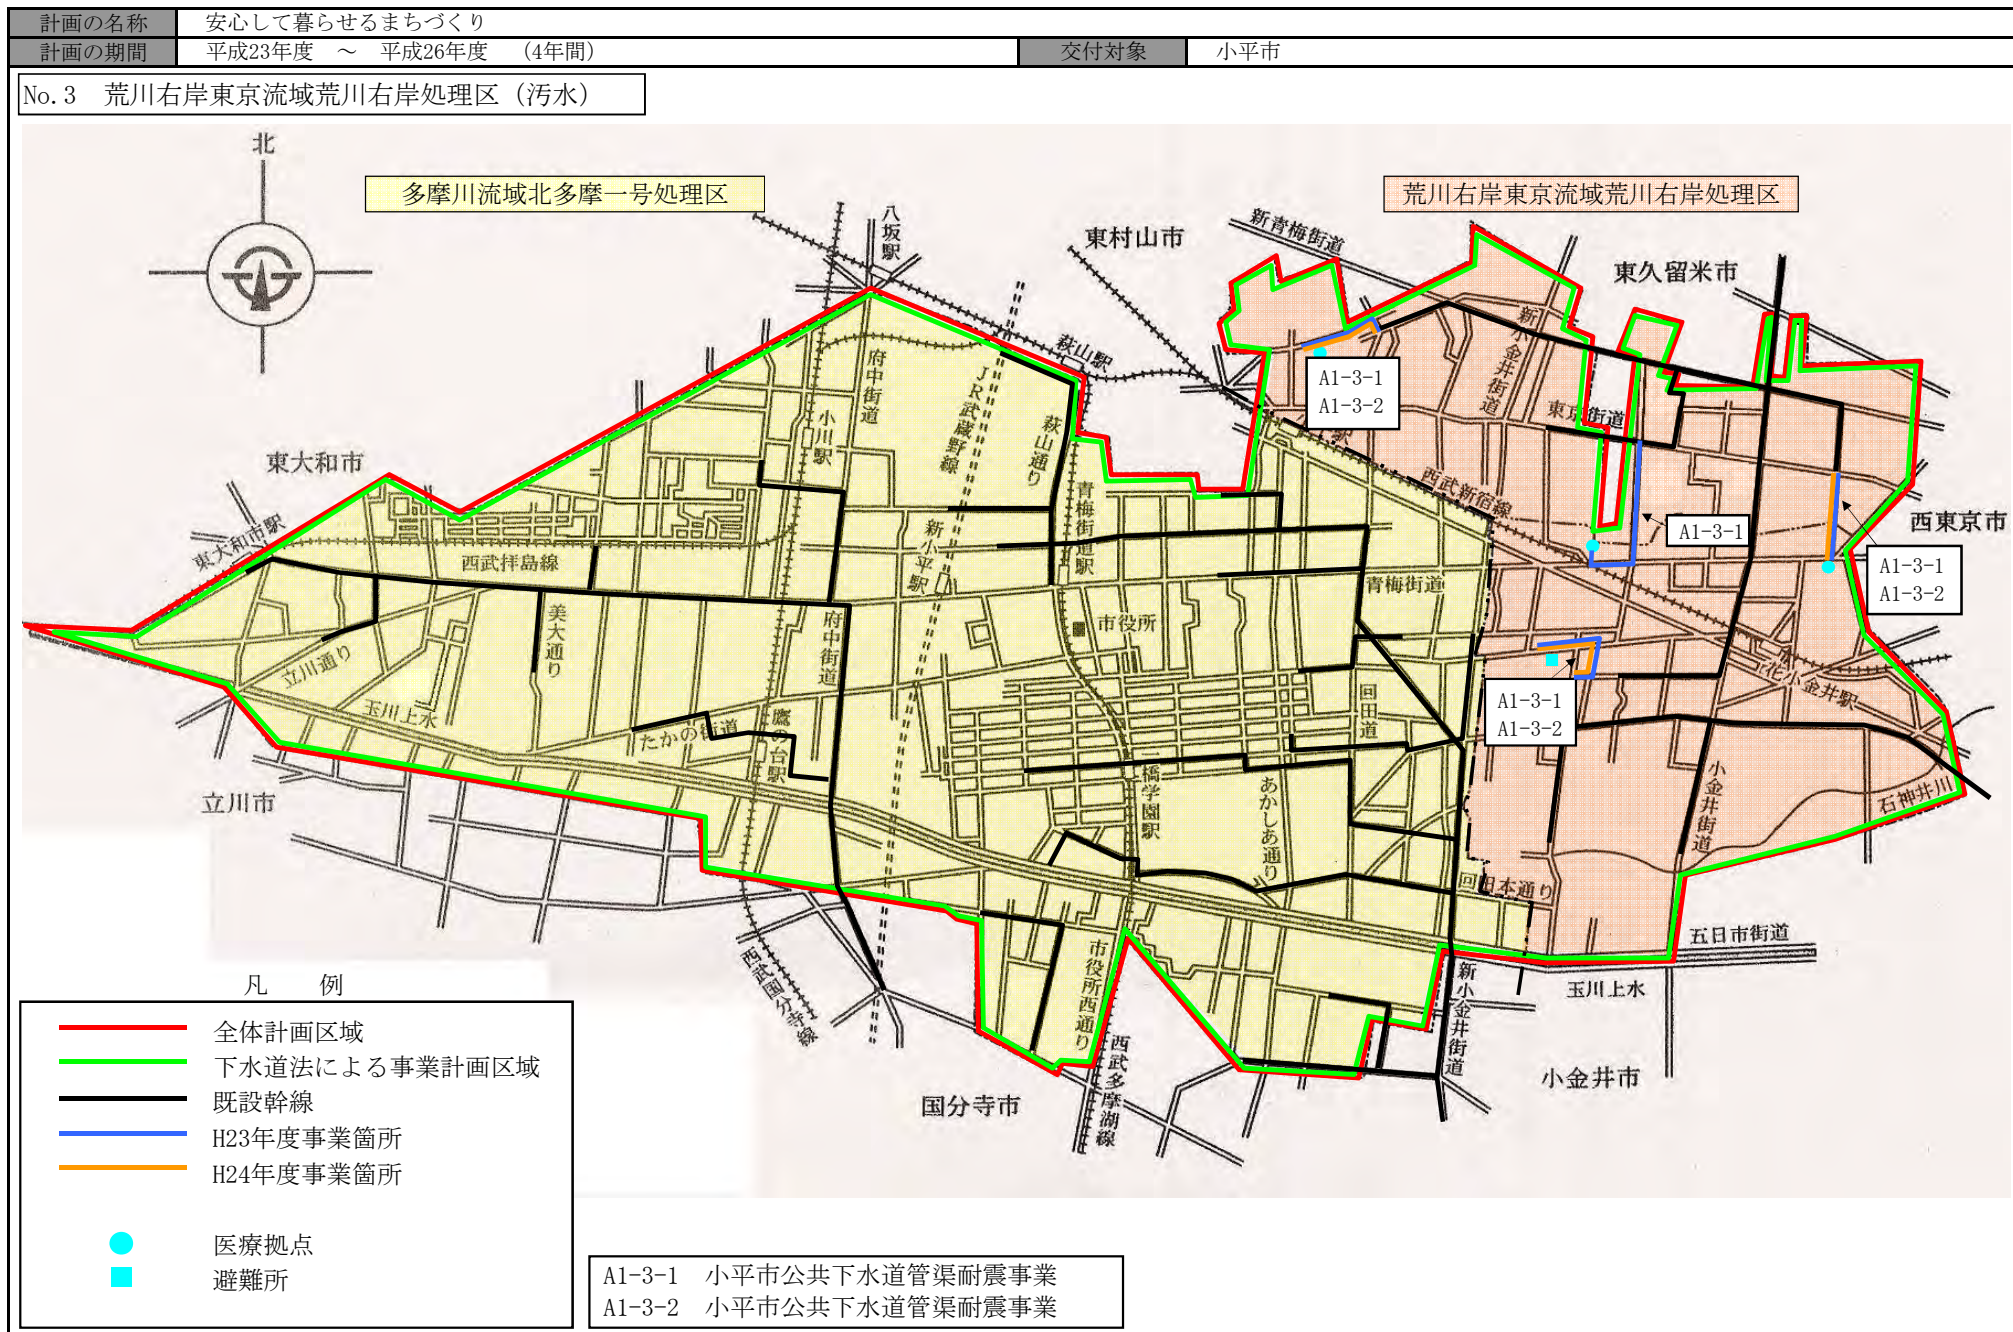 計画の名称 安心して暮らせるまちづくり
計画の期間 平成23年度 ～ 平成26年度 (4年間) 交付対象 小平市
No.3 荒川右岸東京流域荒川右岸処理区（汚水）
北
多摩川流域北多摩一号処理区
荒川右岸東京流域荒川右岸処理区
八坂駅
東村山市
新青梅街道
東久留米市
萩山駅
新小金井街道
府中街道
JR武蔵野線
小川駅
萩山通り
A1-3-1
A1-3-2
東京街道
東大和市
西武新宿線
青梅街道駅
東大和市駅
西武拝島線
新小平駅
A1-3-1
西東京市
A1-3-1
A1-3-2
青梅街道
美大通り
府中街道
市役所
立川通り
玉川上水
たかの街道
鷹の台駅
回田道
花小金井駅
A1-3-1
A1-3-2
一橋学園駅
あかしあ通り
小金井街道
石神井川
立川市
回田本通り
五日市街道
玉川上水
西武国分寺線
市役所西通り
新小金井街道
西武多摩湖線
小金井市
国分寺市
凡 例
全体計画区域
下水道法による事業計画区域
既設幹線
H23年度事業箇所
H24年度事業箇所
医療拠点
避難所
A1-3-1 小平市公共下水道管渠耐震事業
A1-3-2 小平市公共下水道管渠耐震事業